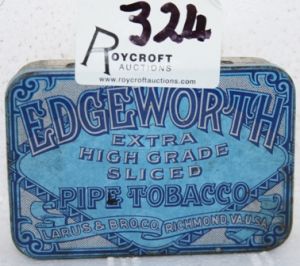 324
ROYCROFT
AUCTIONS
www.roycroftauctions.com
EDGEWORTH
EXTRA
HIGH GRADE
SLICED
PIPE TOBACCO
LARUS & BRO.CO. RICHMOND, VA. U.S.A.